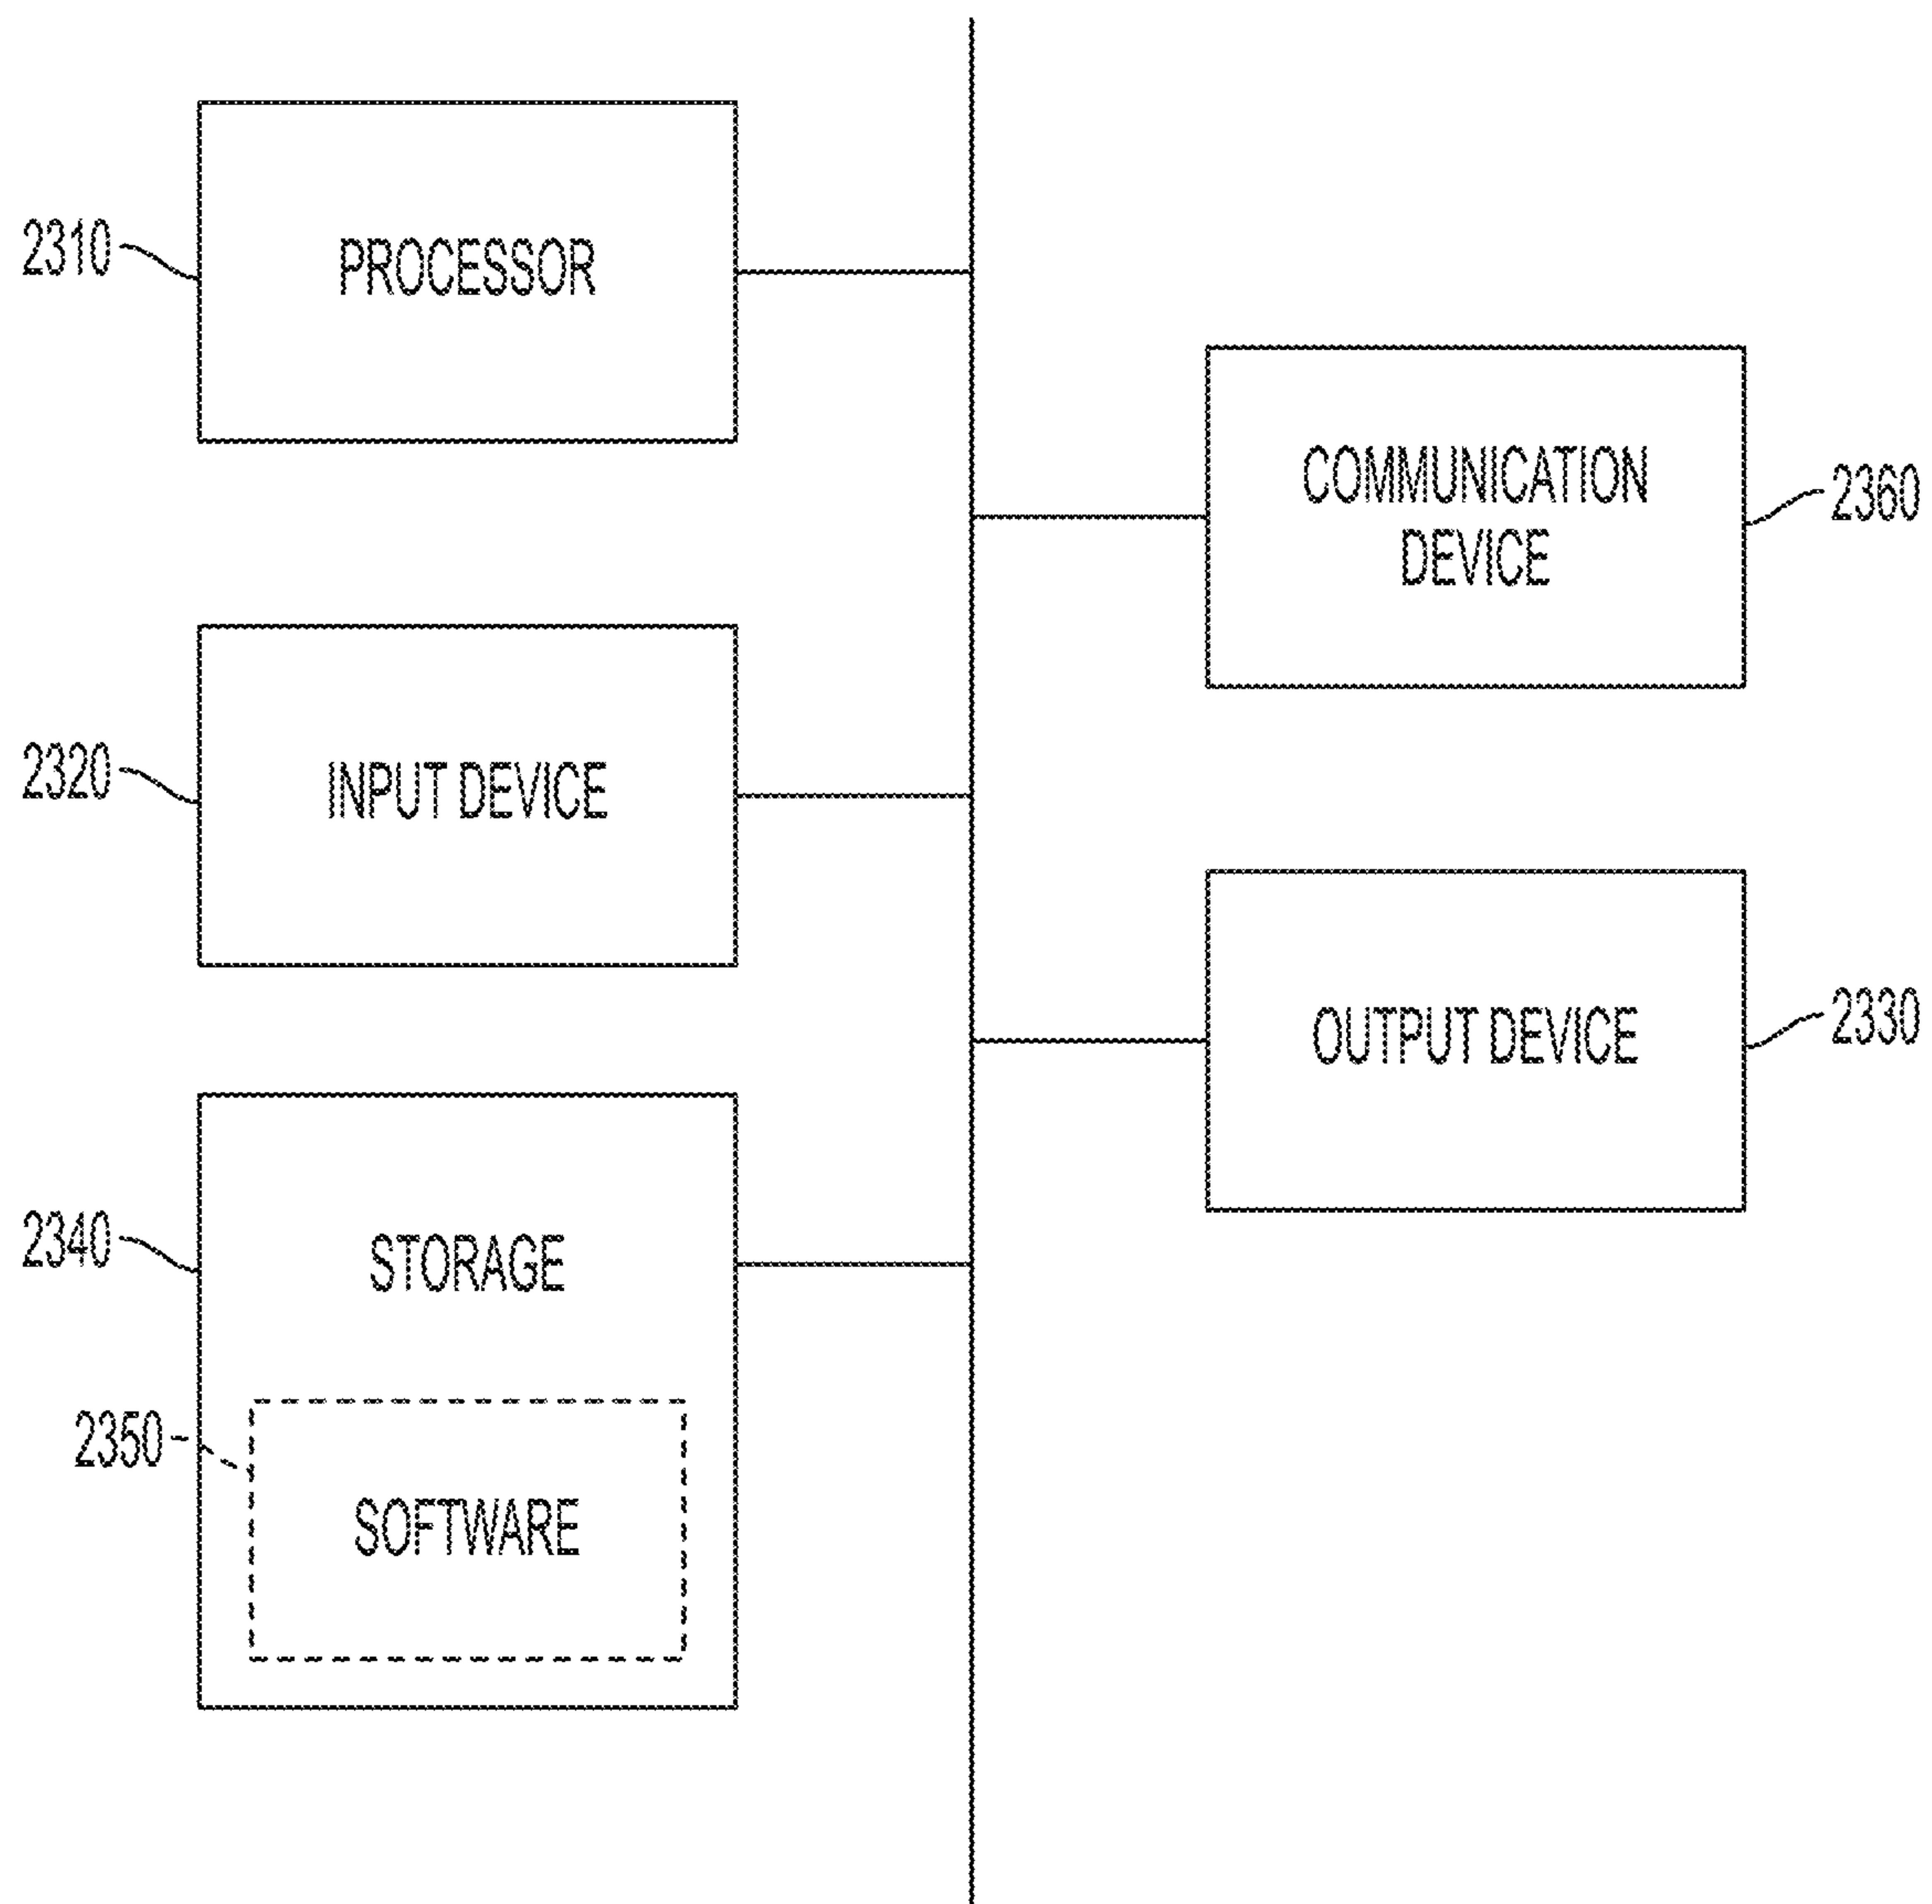 2310
PROCESSOR
COMMUNICATION
DEVICE
2360
2320
INPUT DEVICE
OUTPUT DEVICE
2330
2340
STORAGE
2350
SOFTWARE